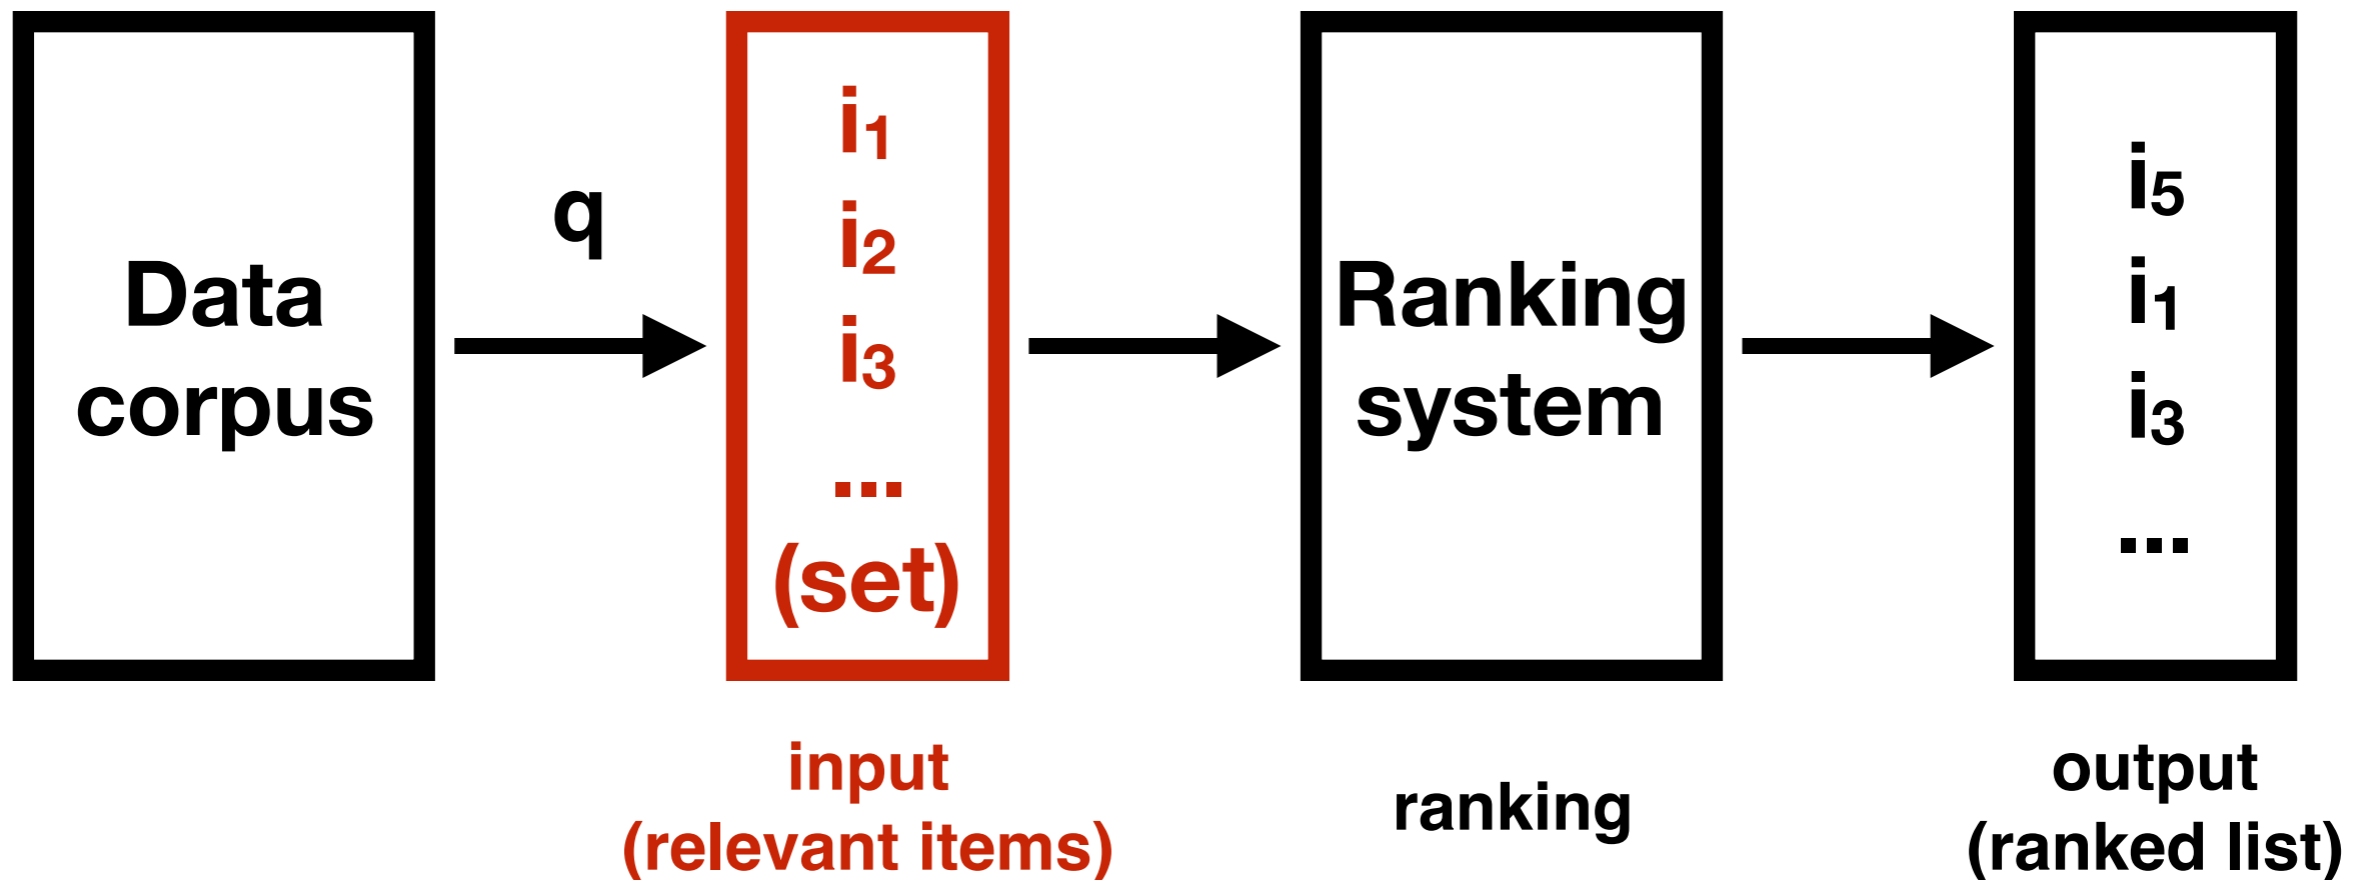 Data
corpus
q
i₁
i₂
i₃
...
(set)
input
(relevant items)
Ranking
system
ranking
i₅
i₁
i₃
...
output
(ranked list)